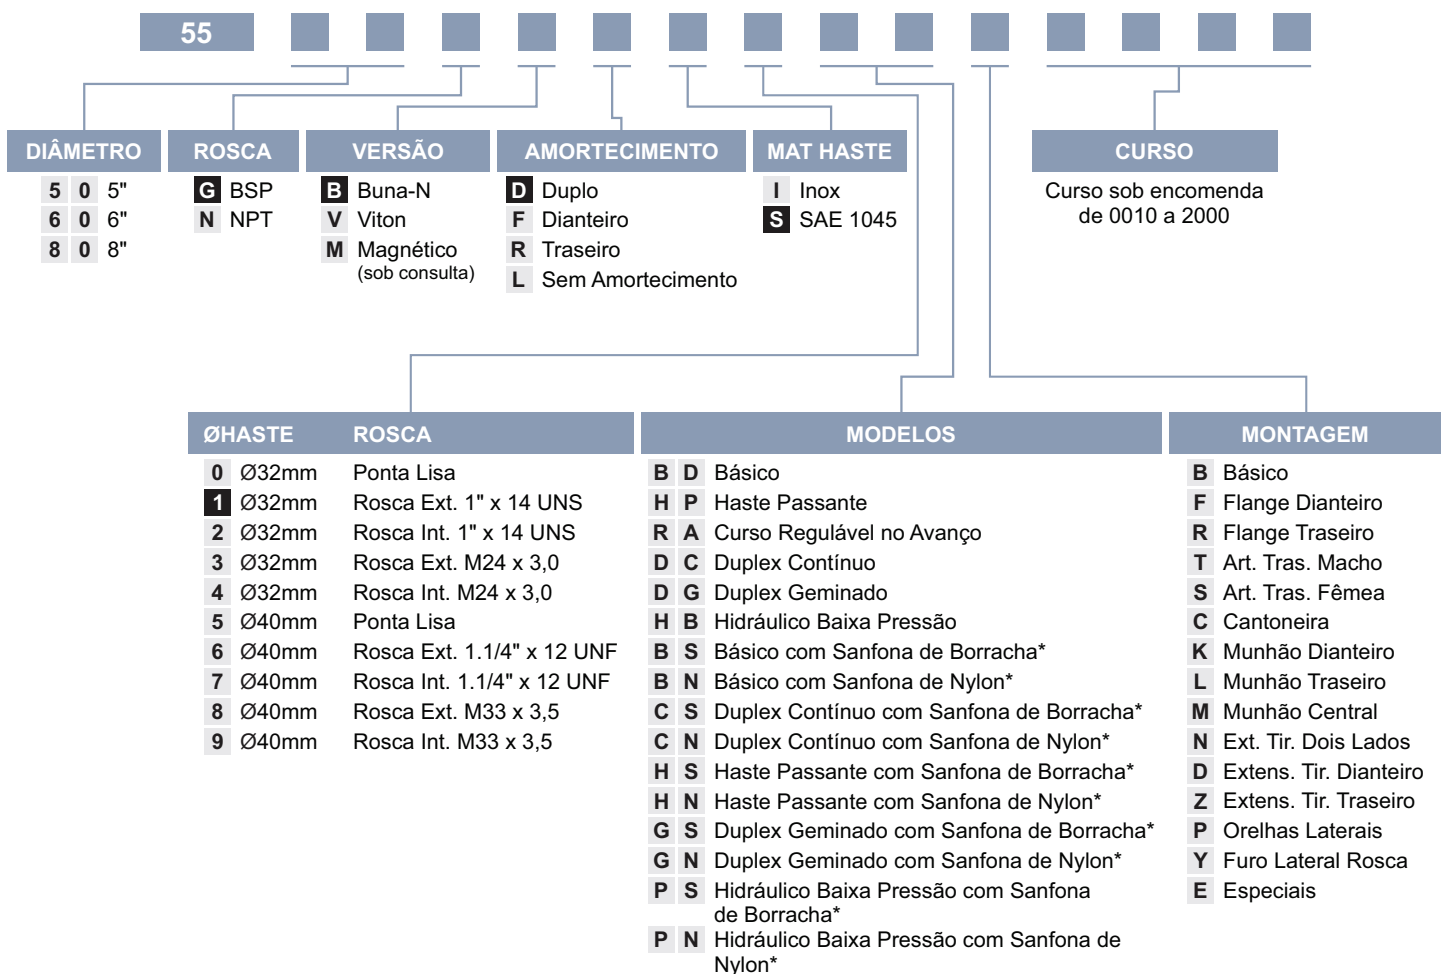 55
DIÂMETRO
5 0 5"
6 0 6"
8 0 8"
ROSCA
G BSP
N NPT
VERSÃO
B Buna-N
V Viton
M Magnético
(sob consulta)
AMORTECIMENTO
D Duplo
F Dianteiro
R Traseiro
L Sem Amortecimento
MAT HASTE
I Inox
S SAE 1045
CURSO
Curso sob encomenda
de 0010 a 2000
ØHASTE ROSCA
0 Ø32mm Ponta Lisa
1 Ø32mm Rosca Ext. 1" x 14 UNS
2 Ø32mm Rosca Int. 1" x 14 UNS
3 Ø32mm Rosca Ext. M24 x 3,0
4 Ø32mm Rosca Int. M24 x 3,0
5 Ø40mm Ponta Lisa
6 Ø40mm Rosca Ext. 1.1/4" x 12 UNF
7 Ø40mm Rosca Int. 1.1/4" x 12 UNF
8 Ø40mm Rosca Ext. M33 x 3,5
9 Ø40mm Rosca Int. M33 x 3,5
MODELOS
B D Básico
H P Haste Passante
R A Curso Regulável no Avanço
D C Duplex Contínuo
D G Duplex Geminado
H B Hidráulico Baixa Pressão
B S Básico com Sanfona de Borracha*
B N Básico com Sanfona de Nylon*
C S Duplex Contínuo com Sanfona de Borracha*
C N Duplex Contínuo com Sanfona de Nylon*
H S Haste Passante com Sanfona de Borracha*
H N Haste Passante com Sanfona de Nylon*
G S Duplex Geminado com Sanfona de Borracha*
G N Duplex Geminado com Sanfona de Nylon*
P S Hidráulico Baixa Pressão com Sanfona
de Borracha*
P N Hidráulico Baixa Pressão com Sanfona de
Nylon*
MONTAGEM
B Básico
F Flange Dianteiro
R Flange Traseiro
T Art. Tras. Macho
S Art. Tras. Fêmea
C Cantoneira
K Munhão Dianteiro
L Munhão Traseiro
M Munhão Central
N Ext. Tir. Dois Lados
D Extens. Tir. Dianteiro
Z Extens. Tir. Traseiro
P Orelhas Laterais
Y Furo Lateral Rosca
E Especiais